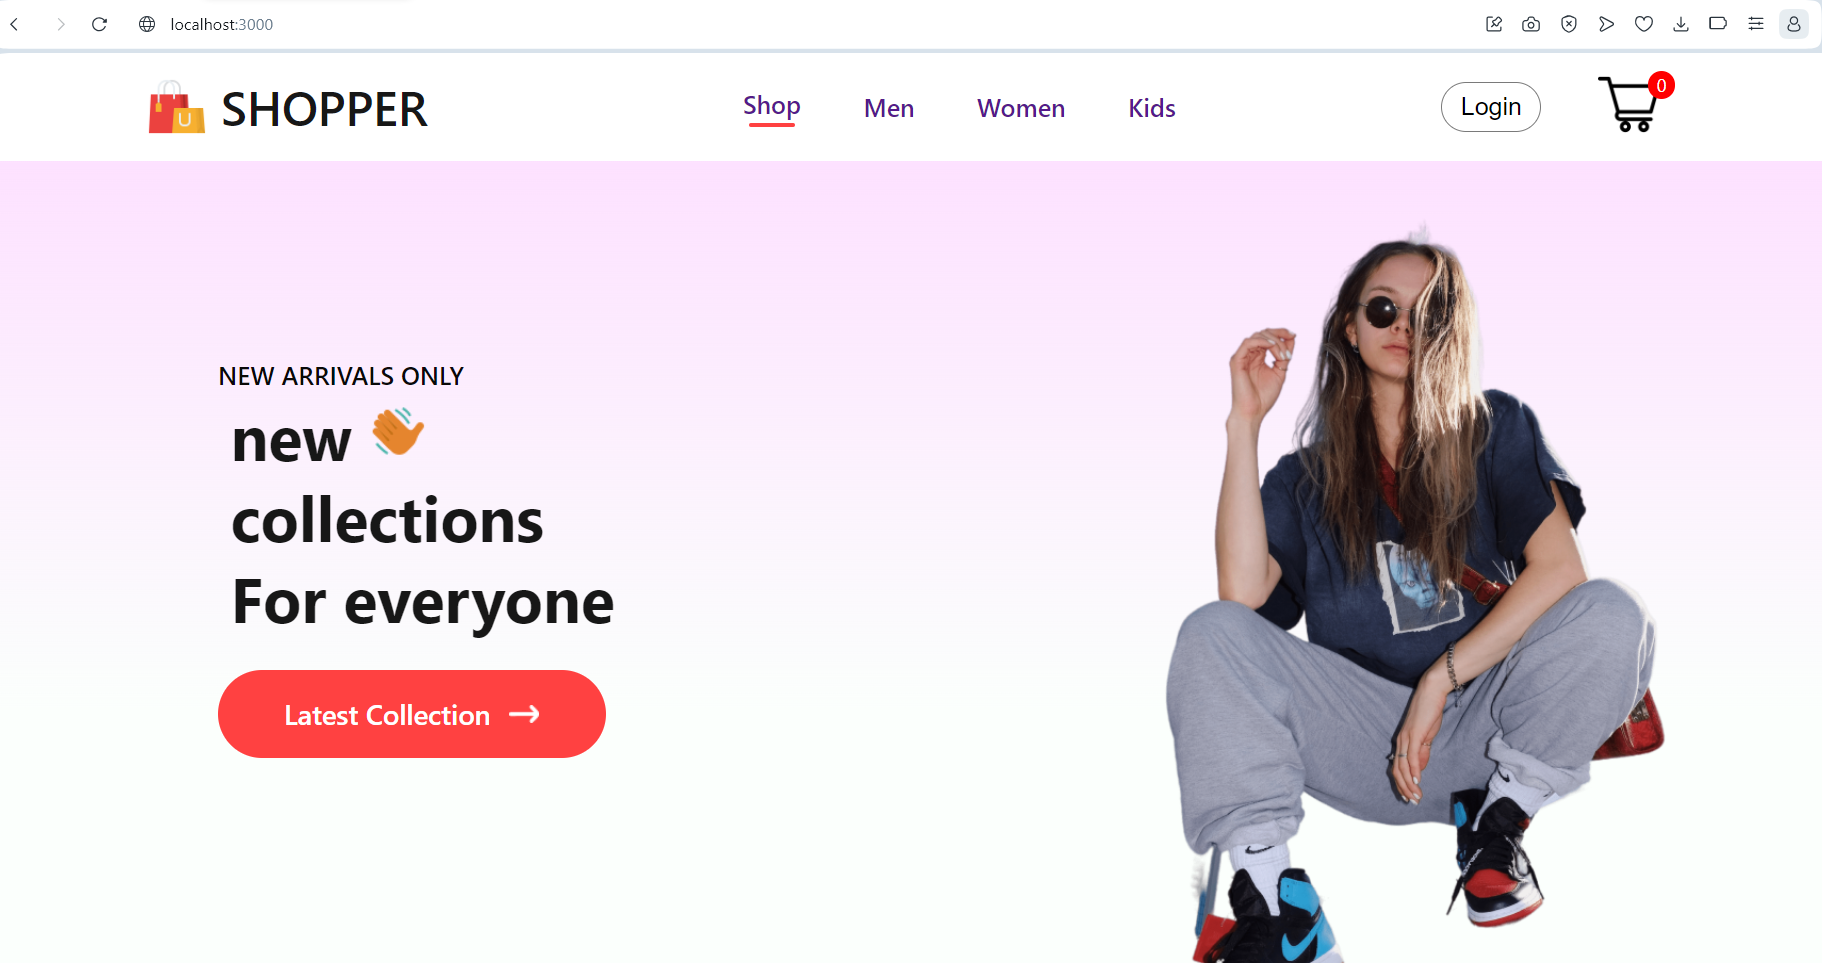 localhost:3000
SHOPPER
Shop
Men
Women
Kids
Login
0
U
NEW ARRIVALS ONLY
new
collections
For everyone
Latest Collection